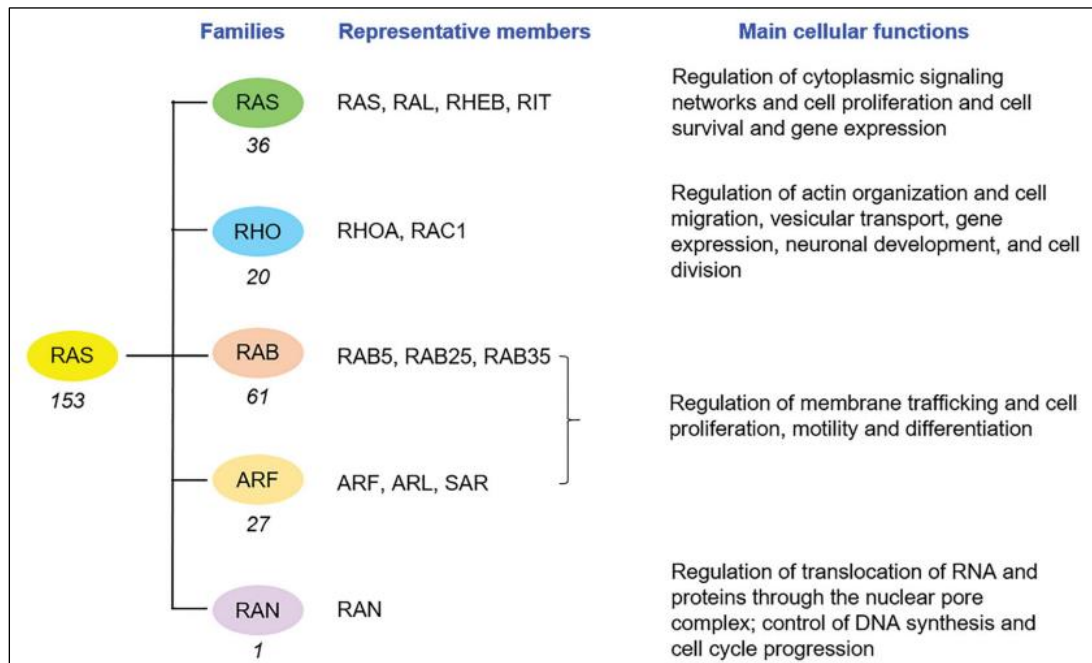 Families
Representative members
Main cellular functions
RAS
153
RAS
36
RAS, RAL, RHEB, RIT
Regulation of cytoplasmic signaling
networks and cell proliferation and cell
survival and gene expression
RHO
20
RHOA, RAC1
Regulation of actin organization and cell
migration, vesicular transport, gene
expression, neuronal development, and cell
division
RAB
61
RAB5, RAB25, RAB35
ARF
27
ARF, ARL, SAR
Regulation of membrane trafficking and cell
proliferation, motility and differentiation
RAN
1
RAN
Regulation of translocation of RNA and
proteins through the nuclear pore
complex; control of DNA synthesis and
cell cycle progression